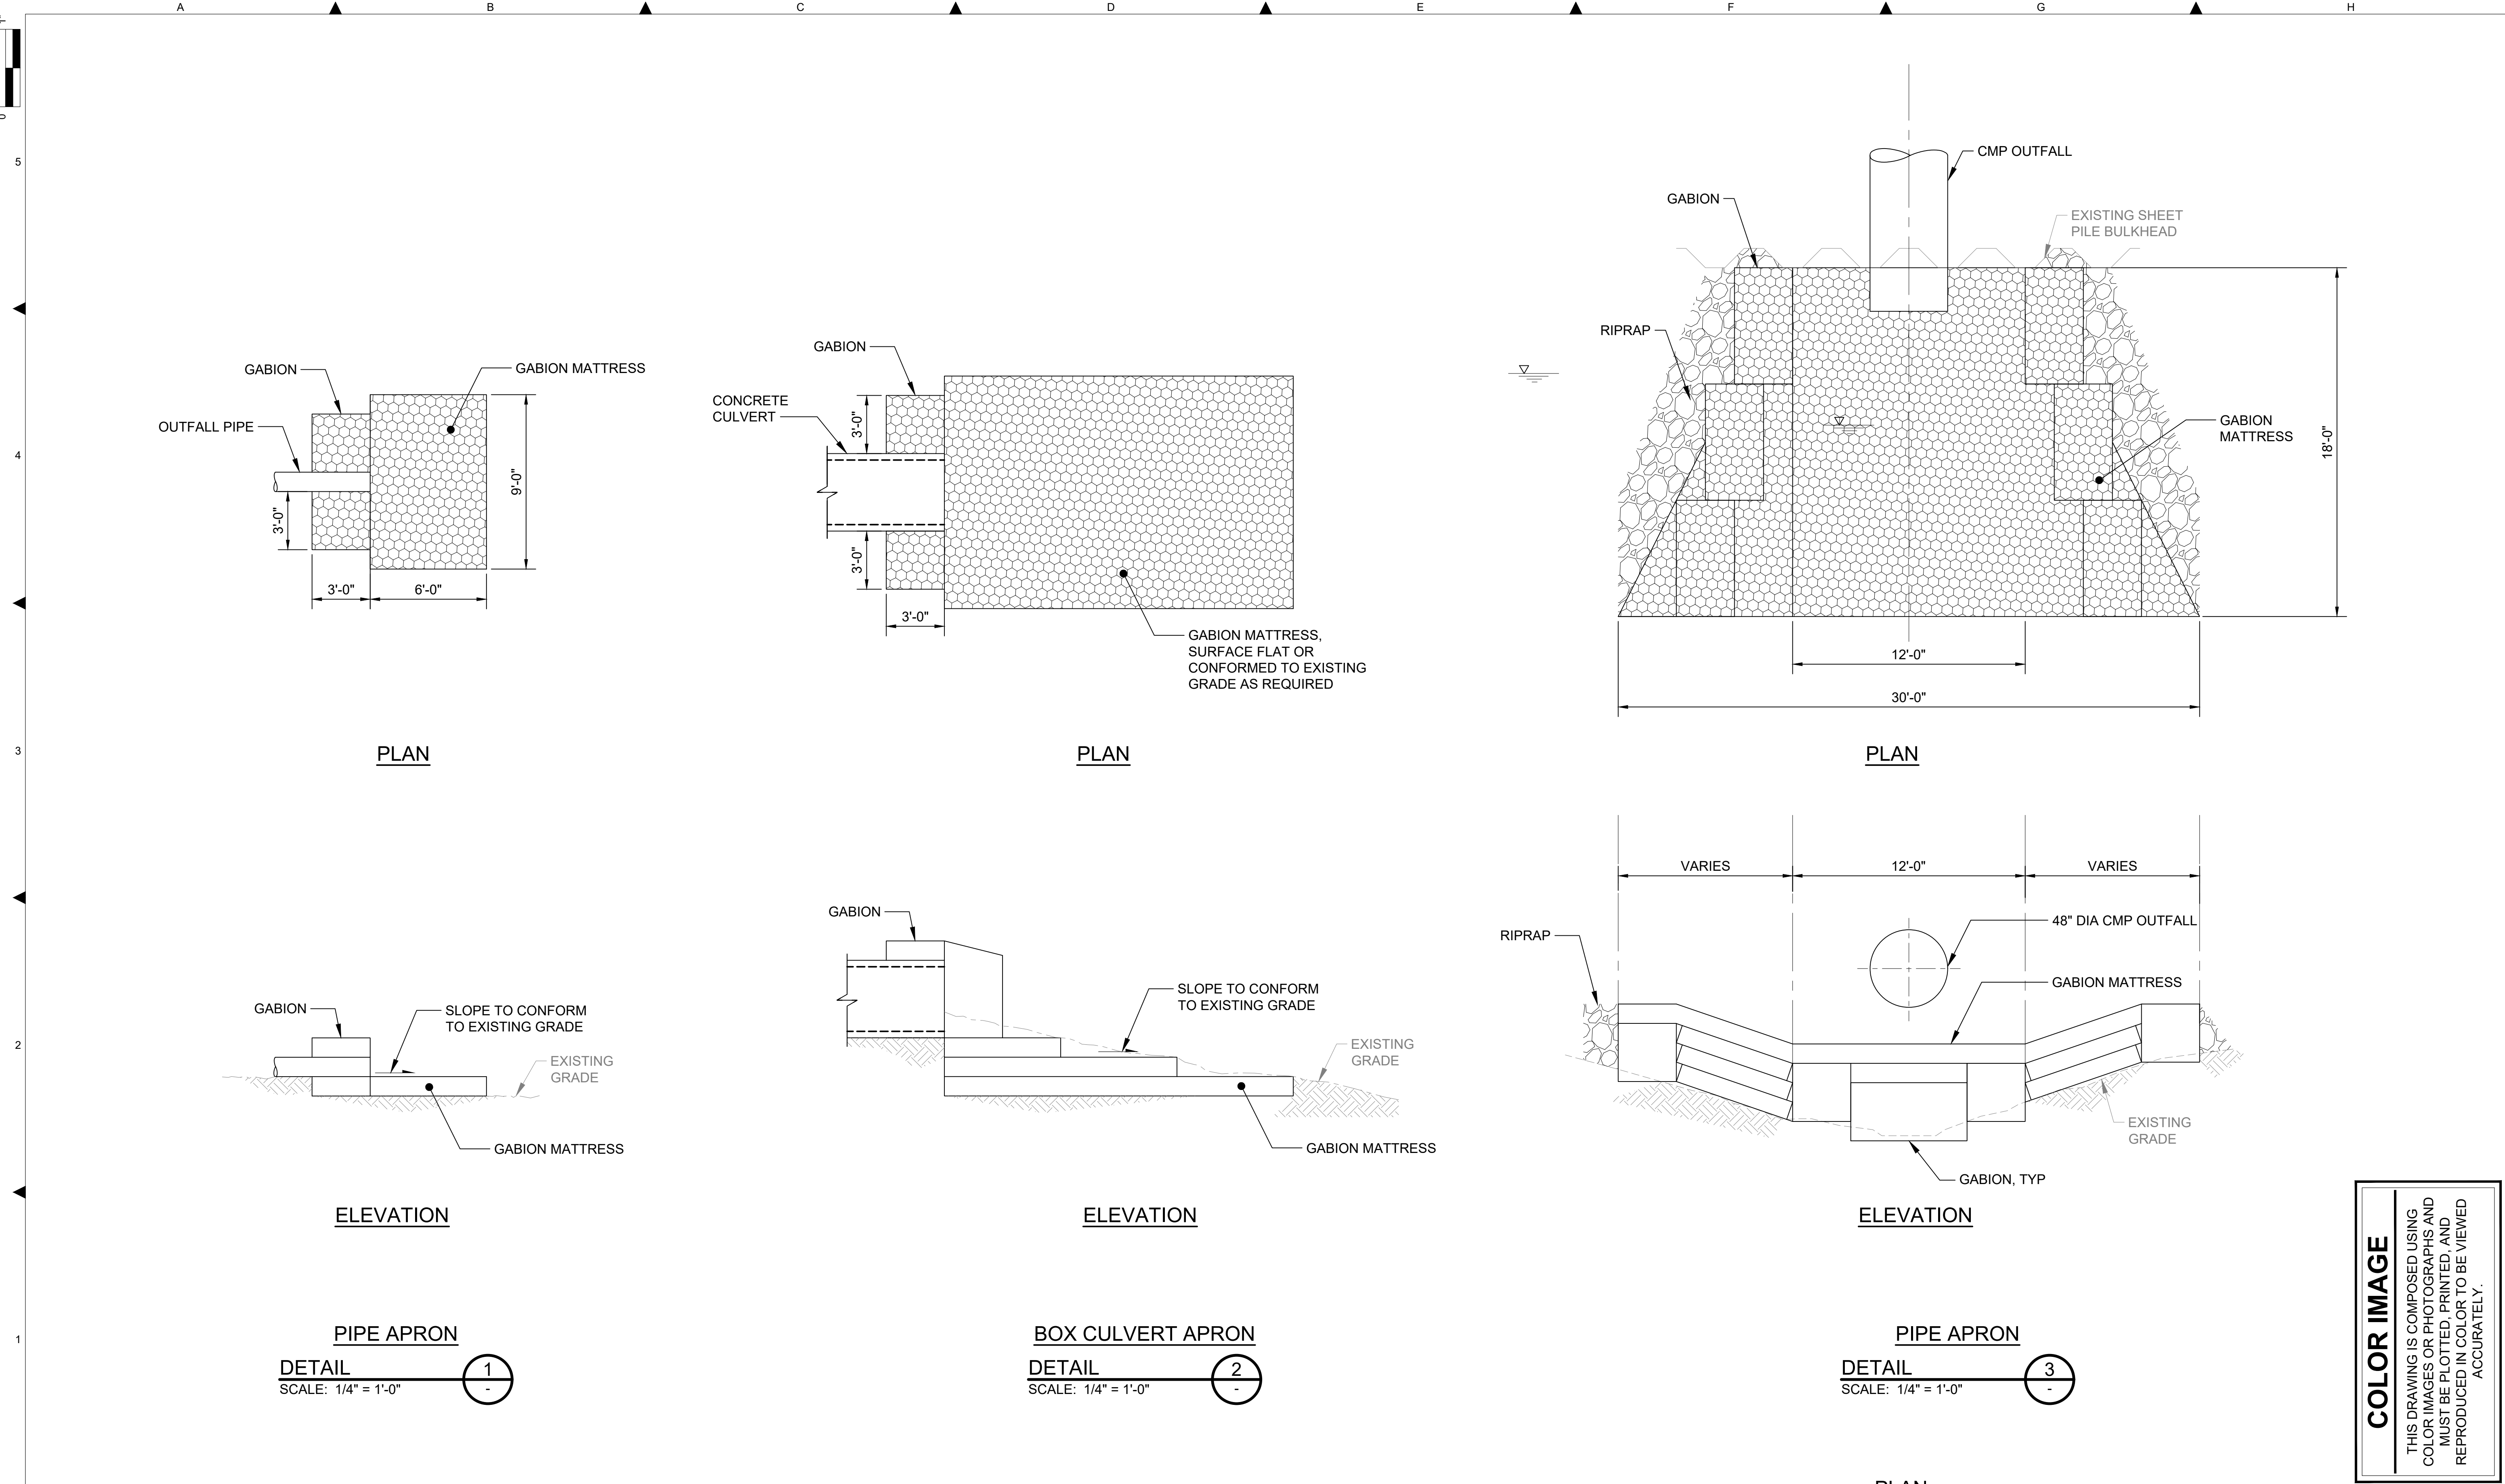 A
B
C
D
E
F
G
H
5
4
3
2
1
0
GABION
GABION MATTRESS
OUTFALL PIPE
3'-0"
9'-0"
3'-0"
6'-0"
PLAN
GABION
CONCRETE
CULVERT
3'-0"
3'-0"
3'-0"
GABION MATTRESS,
SURFACE FLAT OR
CONFORMED TO EXISTING
GRADE AS REQUIRED
PLAN
CMP OUTFALL
GABION
EXISTING SHEET
PILE BULKHEAD
RIPRAP
GABION
MATTRESS
18'-0"
12'-0"
30'-0"
PLAN
GABION
SLOPE TO CONFORM
TO EXISTING GRADE
EXISTING
GRADE
GABION MATTRESS
ELEVATION
GABION
SLOPE TO CONFORM
TO EXISTING GRADE
EXISTING
GRADE
GABION MATTRESS
ELEVATION
VARIES
12'-0"
VARIES
48" DIA CMP OUTFALL
RIPRAP
GABION MATTRESS
EXISTING
GRADE
GABION, TYP
ELEVATION
PIPE APRON
DETAIL
1
-
SCALE: 1/4" = 1'-0"
BOX CULVERT APRON
DETAIL
2
-
SCALE: 1/4" = 1'-0"
PIPE APRON
DETAIL
3
-
SCALE: 1/4" = 1'-0"
COLOR IMAGE
THIS DRAWING IS COMPOSED USING
COLOR IMAGES OR PHOTOGRAPHS AND
MUST BE PLOTTED, PRINTED, AND
REPRODUCED IN COLOR TO BE VIEWED
ACCURATELY.
PLAN